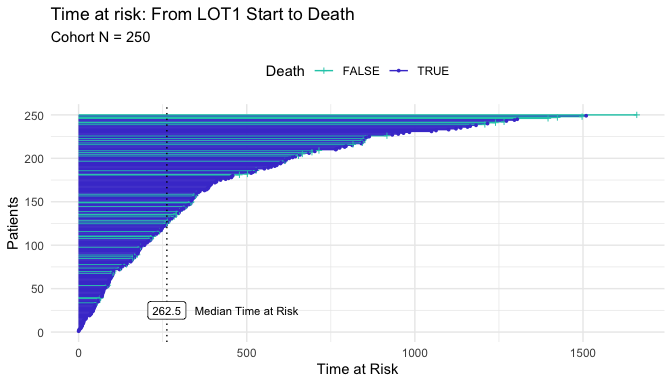 Time at risk: From LOT1 Start to Death
Cohort N = 250
Death FALSE TRUE
250
200
150
100
50
0
Patients
262.5 Median Time at Risk
0 500 1000 1500
Time at Risk